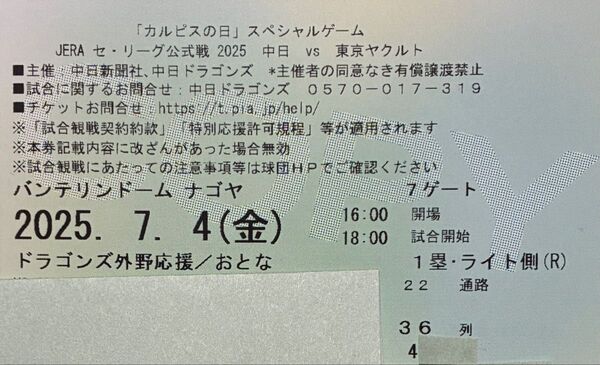 「カルピスの日」スペシャルゲーム
JERA セ・リーグ公式戦 2025 中日 vs 東京ヤクルト
■主催 中日新聞社、中日ドラゴンズ *主催者の同意なき有償譲渡禁止
■試合に関するお問合せ:中日ドラゴンズ 0570-017-319
■チケットお問合せ:https://t.pia.jp/help/
※「試合観戦契約約款」「特別応援許可規程」等が適用されます
※本券記載内容に改ざんがあった場合無効
※試合観戦にあたっての注意事項等は球団HPでご確認ください
バンテリンドーム ナゴヤ 7ゲート
2025. 7. 4(金) 16:00 開場
18:00 試合開始
ドラゴンズ外野応援/おとな 1塁・ライト側(R)
22 通路
36 列
4